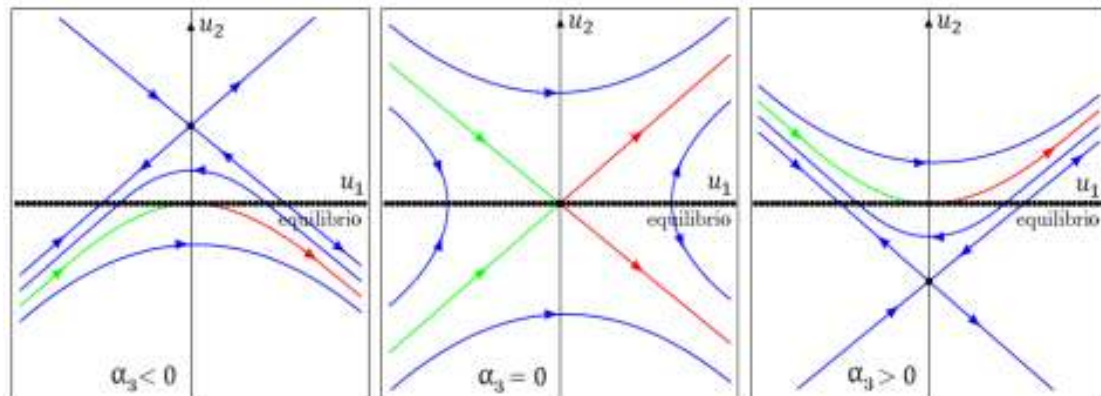 u₂
u₁
equilibrio
α₃ < 0
u₂
u₁
equilibrio
α₃ = 0
u₂
u₁
equilibrio
α₃ > 0